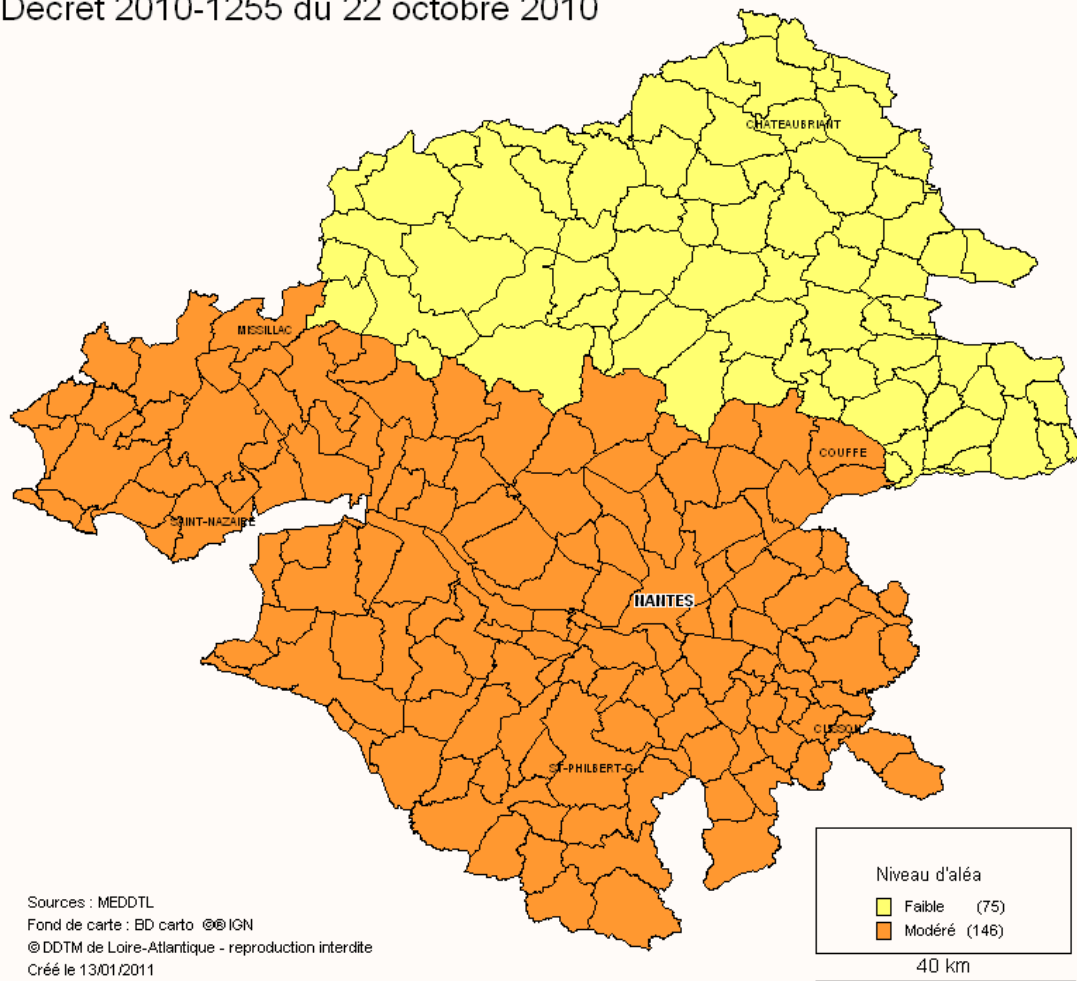 Décret 2010-1255 du 22 octobre 2010
CHATEAUBRIANT
MISSILLAC
COUFFE
SAINT-NAZAIRE
NANTES
CLISSON
ST-PHILBERT-G-L
Niveau d'aléa
Faible (75)
Modéré (146)
40 km
Sources : MEDDTL
Fond de carte : BD carto ©® IGN
© DDTM de Loire-Atlantique - reproduction interdite
Créé le 13/01/2011